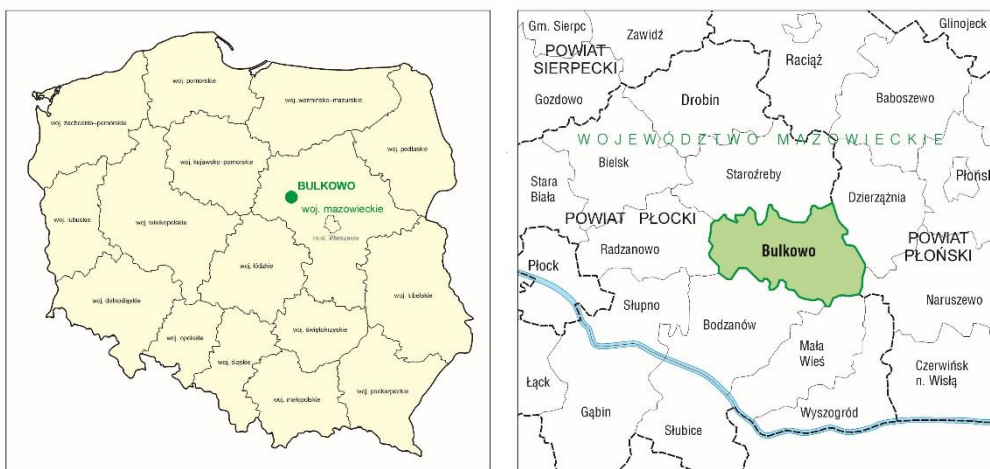 woj. pomorskie
woj. warmińsko-mazurskie
woj. zachodnio-pomorskie
woj. podlaskie
woj. kujawsko-pomorskie
BULKOWO
woj. mazowieckie
m.st. Warszawa
woj. lubuskie
woj. wielkopolskie
woj. łódzkie
woj. lubelskie
woj. dolnośląskie
woj. opolskie
woj. świętokrzyskie
woj. śląskie
woj. małopolskie
woj. podkarpackie
Gm. Sierpc
Zawidz
Glinojeck
POWIAT
SIERPECKI
Raciąż
Gozdowo
Drobin
Baboszewo
WOJEWÓDZTWO MAZOWIECKIE
Bielsk
Staroźreby
Stara
Biała
Dzierzążnia
Płońsk
POWIAT PŁOCKI
Radzanowo
Bulkowo
POWIAT
PŁOŃSKI
Płock
Słupno
Naruszewo
Bodzanów
Mała
Wieś
Czerwińsk
n. Wisłą
Łąck
Gąbin
Wyszogród
Słubice